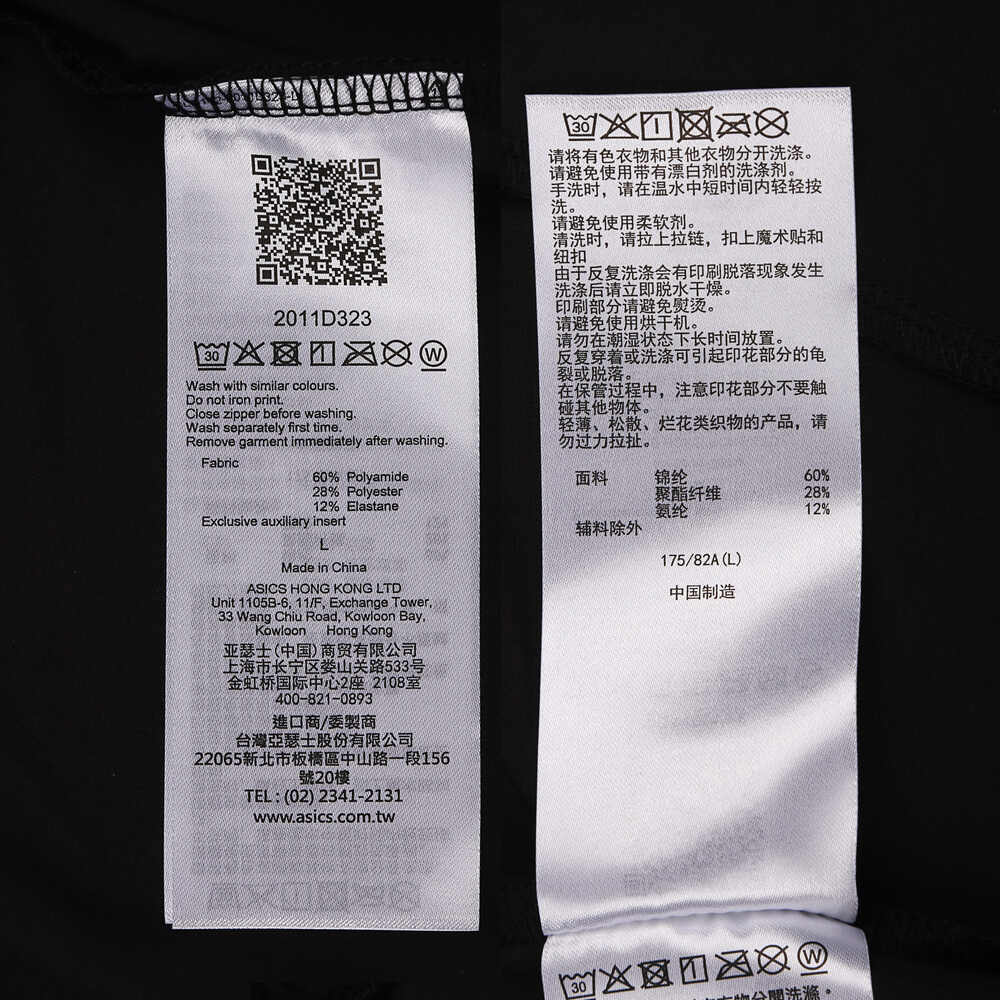 2011D323
30
W
Wash with similar colours.
Do not iron print.
Close zipper before washing.
Wash separately first time.
Remove garment immediately after washing.
Fabric
60% Polyamide
28% Polyester
12% Elastane
Exclusive auxiliary insert
L
Made in China
ASICS HONG KONG LTD
Unit 1105B-6, 11/F, Exchange Tower,
33 Wang Chiu Road, Kowloon Bay,
Kowloon Hong Kong
亚瑟士(中国)商贸有限公司
上海市长宁区娄山关路533号
金虹桥国际中心2座 2108室
400-821-0893
進口商/委製商
台灣亞瑟士股份有限公司
22065新北市板橋區中山路一段156
號20樓
TEL : (02) 2341-2131
www.asics.com.tw
30
请将有色衣物和其他衣物分开洗涤。
请避免使用带有漂白剂的洗涤剂。
手洗时，请在温水中短时间内轻轻按
洗。
请避免使用柔软剂。
清洗时，请拉上拉链，扣上魔术贴和
纽扣
由于反复洗涤会有印刷脱落现象发生
洗涤后请立即脱水干燥。
印刷部分请避免熨烫。
请避免使用烘干机。
请勿在潮湿状态下长时间放置。
反复穿着或洗涤可引起印花部分的龟
裂或脱落。
在保管过程中，注意印花部分不要触
碰其他物体。
轻薄、松散、烂花类织物的产品，请
勿过力拉扯。
面料 锦纶 60%
聚酯纤维 28%
氨纶 12%
辅料除外
175/82A(L)
中国制造
30
W